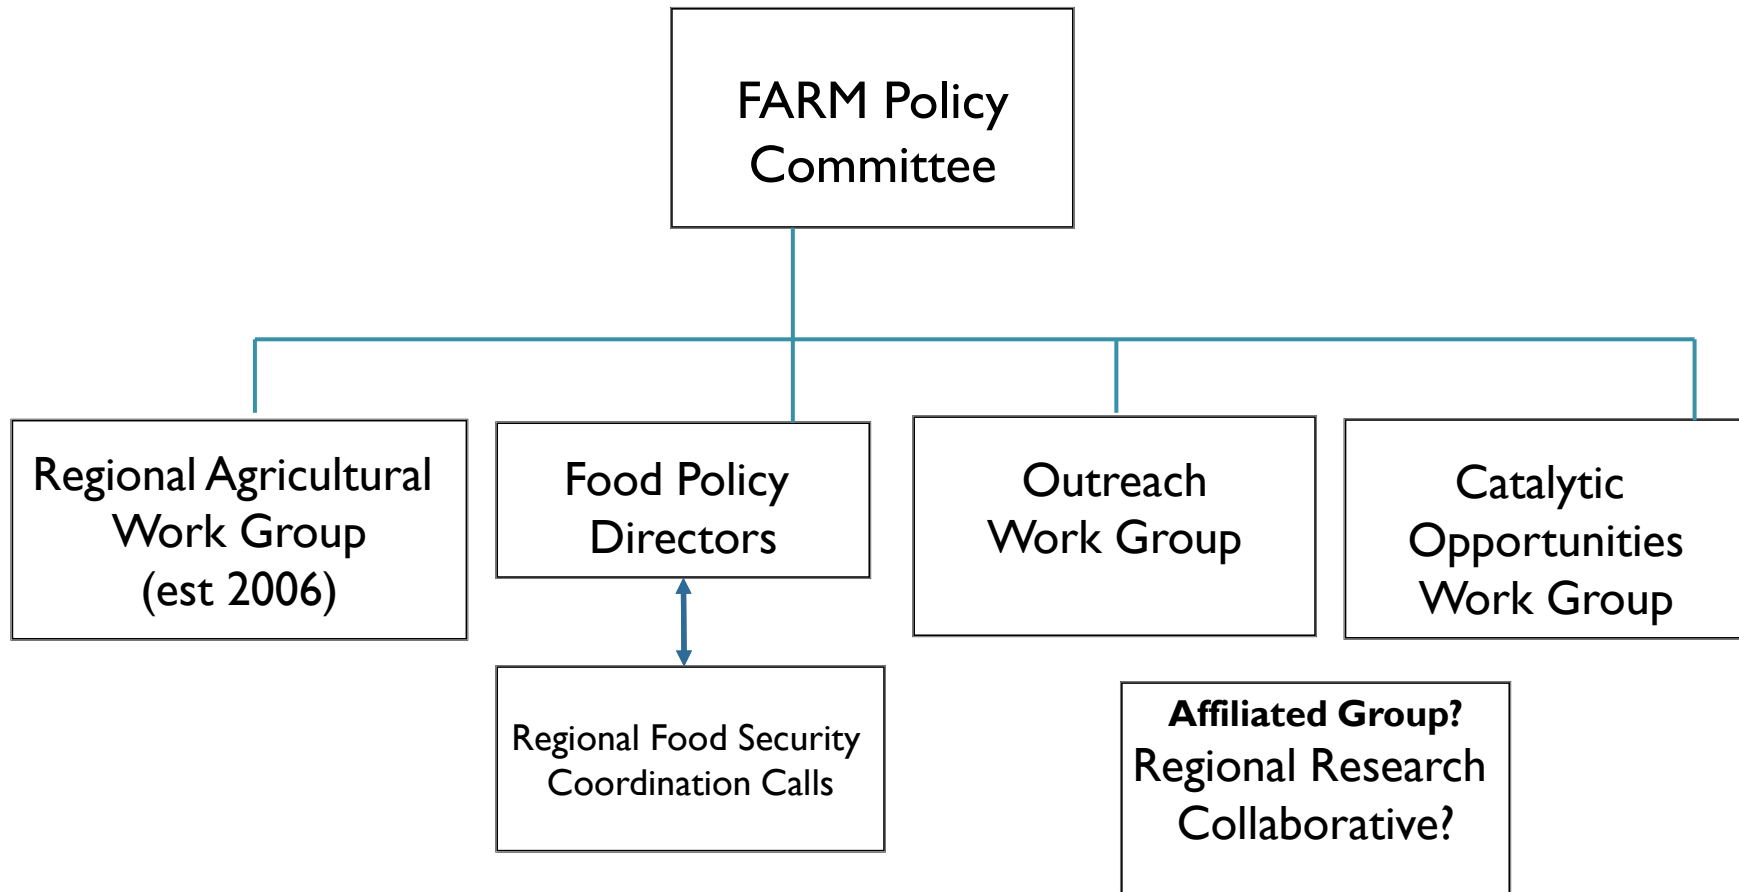 FARM Policy
Committee
Regional Agricultural
Work Group
(est 2006)
Food Policy
Directors
Outreach
Work Group
Catalytic
Opportunities
Work Group
Regional Food Security
Coordination Calls
Affiliated Group?
Regional Research
Collaborative?